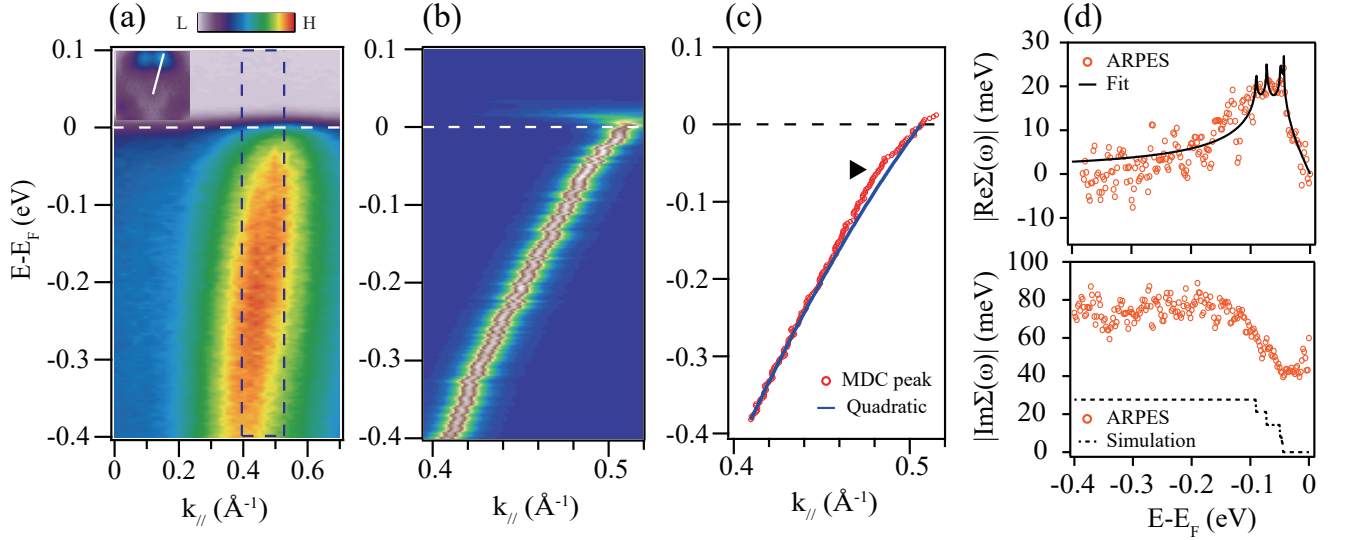 (a)
L
H
0.1
0
-0.1
-0.2
-0.3
-0.4
E-E_F (eV)
0
0.2
0.4
0.6
k_// (Å⁻¹)
(b)
0.1
0
-0.1
-0.2
-0.3
-0.4
0.4
0.5
k_// (Å⁻¹)
(c)
0.1
0
-0.1
-0.2
-0.3
-0.4
MDC peak
Quadratic
0.4
0.5
k_// (Å⁻¹)
(d)
30
20
10
0
-10
|ReΣ(ω)| (meV)
ARPES
Fit
100
80
60
40
20
0
|ImΣ(ω)| (meV)
ARPES
Simulation
-0.4
-0.3
-0.2
-0.1
0
E-E_F (eV)